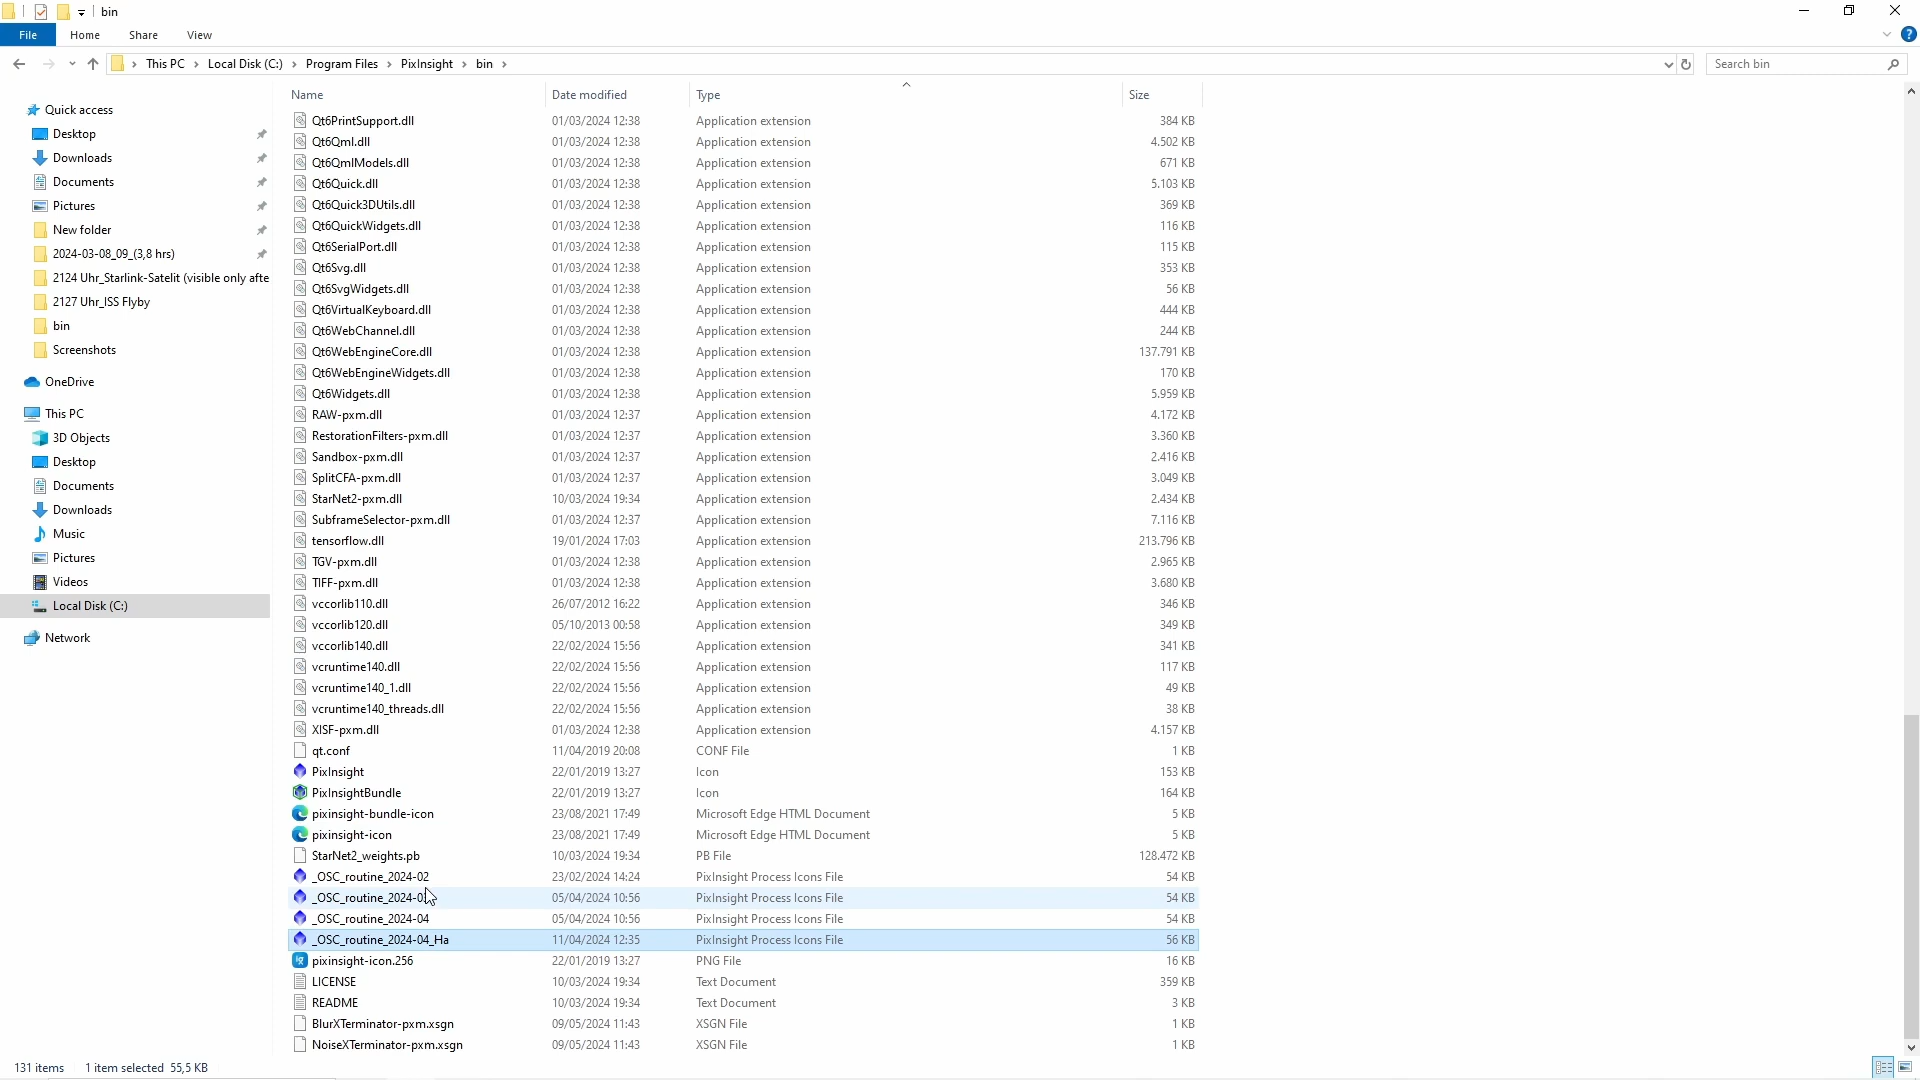 bin
File Home Share View
This PC Local Disk (C:) Program Files PixInsight bin Search bin
Name Date modified Type Size
Quick access
Desktop
Downloads
Documents
Pictures
New folder
2024-03-08_09_(3,8 hrs)
2124 Uhr_Starlink-Satelit (visible only afte
2127 Uhr_ISS Flyby
bin
Screenshots
OneDrive
This PC
3D Objects
Desktop
Documents
Downloads
Music
Pictures
Videos
Local Disk (C:)
Network
Qt6PrintSupport.dll 01/03/2024 12:38 Application extension 384 KB
Qt6Qml.dll 01/03/2024 12:38 Application extension 4.502 KB
Qt6QmlModels.dll 01/03/2024 12:38 Application extension 671 KB
Qt6Quick.dll 01/03/2024 12:38 Application extension 5.103 KB
Qt6Quick3DUtils.dll 01/03/2024 12:38 Application extension 369 KB
Qt6QuickWidgets.dll 01/03/2024 12:38 Application extension 116 KB
Qt6SerialPort.dll 01/03/2024 12:38 Application extension 115 KB
Qt6Svg.dll 01/03/2024 12:38 Application extension 353 KB
Qt6SvgWidgets.dll 01/03/2024 12:38 Application extension 56 KB
Qt6VirtualKeyboard.dll 01/03/2024 12:38 Application extension 444 KB
Qt6WebChannel.dll 01/03/2024 12:38 Application extension 244 KB
Qt6WebEngineCore.dll 01/03/2024 12:38 Application extension 137.791 KB
Qt6WebEngineWidgets.dll 01/03/2024 12:38 Application extension 170 KB
Qt6Widgets.dll 01/03/2024 12:38 Application extension 5.959 KB
RAW-pxm.dll 01/03/2024 12:37 Application extension 4.172 KB
RestorationFilters-pxm.dll 01/03/2024 12:37 Application extension 3.360 KB
Sandbox-pxm.dll 01/03/2024 12:37 Application extension 2.416 KB
SplitCFA-pxm.dll 01/03/2024 12:37 Application extension 3.049 KB
StarNet2-pxm.dll 10/03/2024 19:34 Application extension 2.434 KB
SubframeSelector-pxm.dll 01/03/2024 12:37 Application extension 7.116 KB
tensorflow.dll 19/01/2024 17:03 Application extension 213.796 KB
TGV-pxm.dll 01/03/2024 12:38 Application extension 2.965 KB
TIFF-pxm.dll 01/03/2024 12:38 Application extension 3.680 KB
vccorlib110.dll 26/07/2012 16:22 Application extension 346 KB
vccorlib120.dll 05/10/2013 00:58 Application extension 349 KB
vccorlib140.dll 22/02/2024 15:56 Application extension 341 KB
vcruntime140.dll 22/02/2024 15:56 Application extension 117 KB
vcruntime140_1.dll 22/02/2024 15:56 Application extension 49 KB
vcruntime140_threads.dll 22/02/2024 15:56 Application extension 38 KB
XISF-pxm.dll 01/03/2024 12:38 Application extension 4.157 KB
qt.conf 11/04/2019 20:08 CONF File 1 KB
PixInsight 22/01/2019 13:27 Icon 153 KB
PixInsightBundle 22/01/2019 13:27 Icon 164 KB
pixinsight-bundle-icon 23/08/2021 17:49 Microsoft Edge HTML Document 5 KB
pixinsight-icon 23/08/2021 17:49 Microsoft Edge HTML Document 5 KB
StarNet2_weights.pb 10/03/2024 19:34 PB File 128.472 KB
_OSC_routine_2024-02 23/02/2024 14:24 PixInsight Process Icons File 54 KB
05/04/2024 10:56 PixInsight Process Icons File 54 KB
_OSC_routine_2024-04 05/04/2024 10:56 PixInsight Process Icons File 54 KB
_OSC_routine_2024-04_Ha 11/04/2024 12:35 PixInsight Process Icons File 56 KB
pixinsight-icon.256 22/01/2019 13:27 PNG File 16 KB
LICENSE 10/03/2024 19:34 Text Document 359 KB
README 10/03/2024 19:34 Text Document 3 KB
BlurXTerminator-pxm.xsgn 09/05/2024 11:43 XSGN File 1 KB
NoiseXTerminator-pxm.xsgn 09/05/2024 11:43 XSGN File 1 KB
131 items 1 item selected 55,5 KB